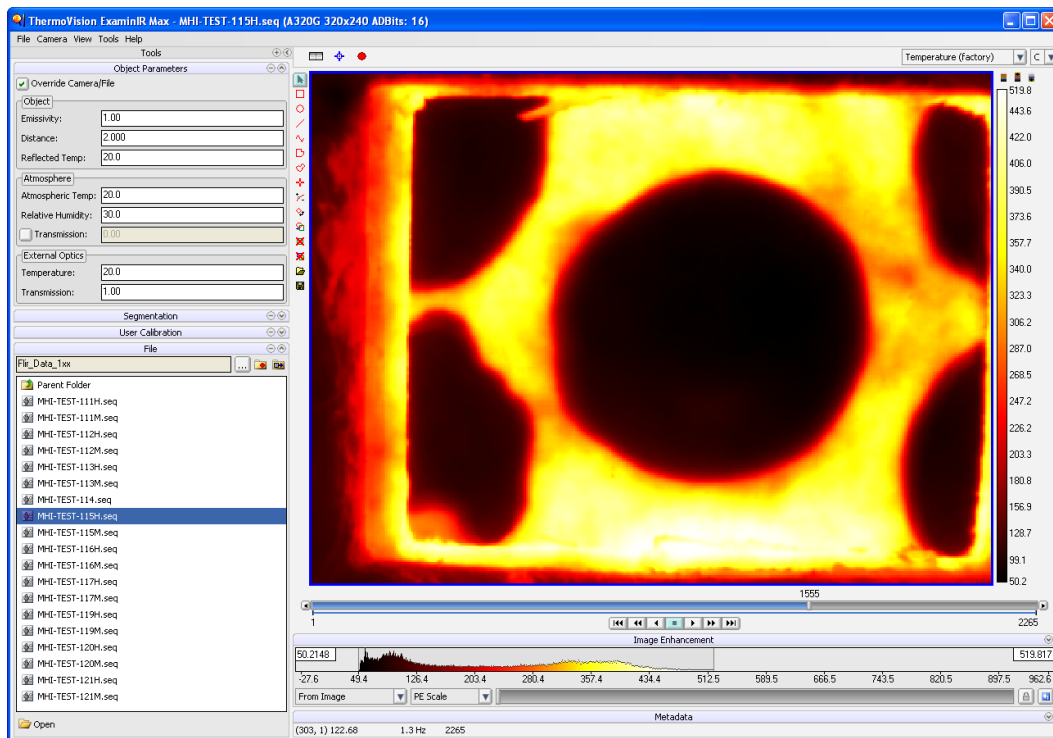 ThermoVision ExaminIR Max - MHI-TEST-115H.seq (A320G 320x240 ADBits: 16)
File Camera View Tools Help
Tools
Object Parameters
Override Camera/File
Object
Emissivity: 1.00
Distance: 2.000
Reflected Temp: 20.0
Atmosphere
Atmospheric Temp: 20.0
Relative Humidity: 30.0
Transmission: 0.00
External Optics
Temperature: 20.0
Transmission: 1.00
Segmentation
User Calibration
File
Flir_Data_1xx ...
Parent Folder
MHI-TEST-111H.seq
MHI-TEST-111M.seq
MHI-TEST-112H.seq
MHI-TEST-112M.seq
MHI-TEST-113H.seq
MHI-TEST-113M.seq
MHI-TEST-114.seq
MHI-TEST-115H.seq
MHI-TEST-115M.seq
MHI-TEST-116H.seq
MHI-TEST-116M.seq
MHI-TEST-117H.seq
MHI-TEST-117M.seq
MHI-TEST-119H.seq
MHI-TEST-119M.seq
MHI-TEST-120H.seq
MHI-TEST-120M.seq
MHI-TEST-121H.seq
MHI-TEST-121M.seq
Open
Temperature (factory) C
519.8
443.6
422.0
406.0
390.5
373.6
357.7
340.0
323.3
306.2
287.0
268.5
247.2
226.2
203.3
180.8
156.9
128.7
99.1
50.2
1555
1 2265
Image Enhancement
50.2148 519.817
-27.6 49.4 126.4 203.4 280.4 357.4 434.4 512.5 589.5 666.5 743.5 820.5 897.5 962.6
From Image PE Scale
Metadata
(303, 1) 122.68 1.3 Hz 2265